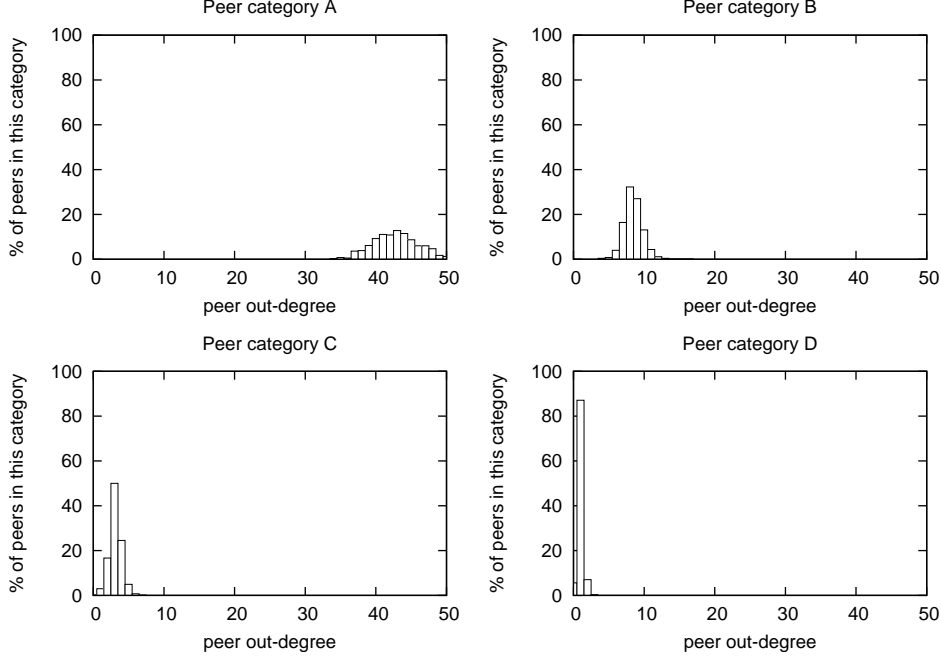 Peer category A
% of peers in this category
100
80
60
40
20
0
0 10 20 30 40 50
peer out-degree
Peer category B
% of peers in this category
100
80
60
40
20
0
0 10 20 30 40 50
peer out-degree
Peer category C
% of peers in this category
100
80
60
40
20
0
0 10 20 30 40 50
peer out-degree
Peer category D
% of peers in this category
100
80
60
40
20
0
0 10 20 30 40 50
peer out-degree